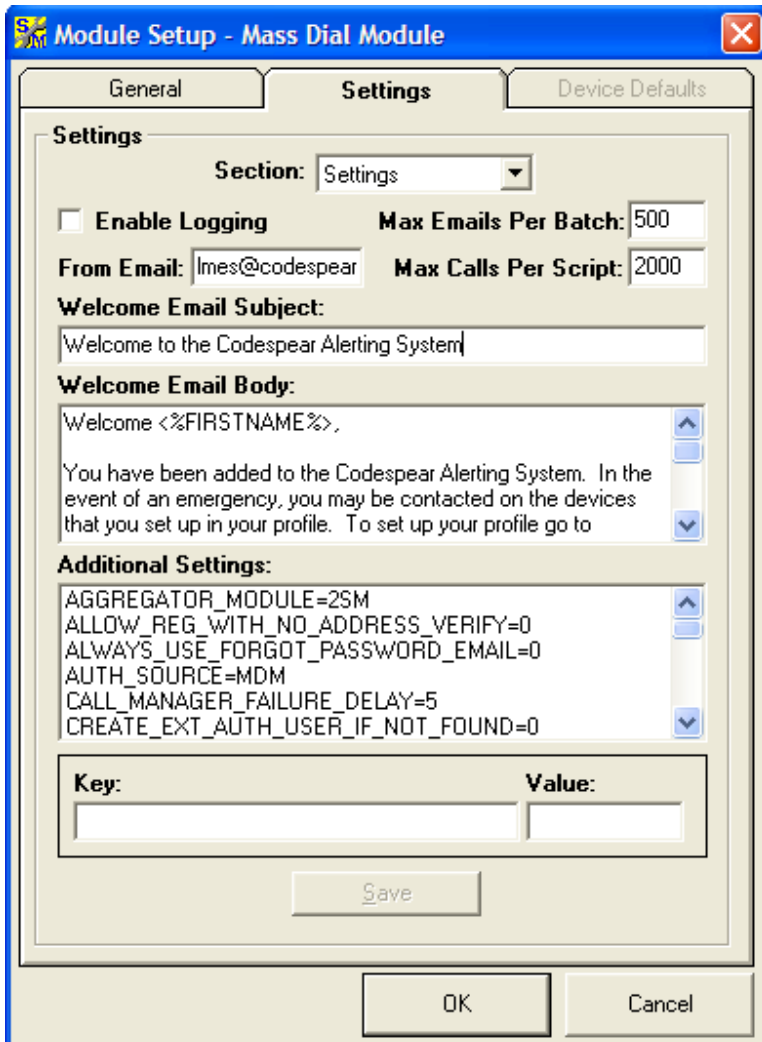 Module Setup - Mass Dial Module
General Settings Device Defaults
Settings
Section: Settings
Enable Logging Max Emails Per Batch: 500
From Email: lmes@codespear Max Calls Per Script: 2000
Welcome Email Subject:
Welcome to the Codespear Alerting System
Welcome Email Body:
Welcome <%FIRSTNAME%>,
You have been added to the Codespear Alerting System. In the
event of an emergency, you may be contacted on the devices
that you set up in your profile. To set up your profile go to
Additional Settings:
AGGREGATOR_MODULE=2SM
ALLOW_REG_WITH_NO_ADDRESS_VERIFY=0
ALWAYS_USE_FORGOT_PASSWORD_EMAIL=0
AUTH_SOURCE=MDM
CALL_MANAGER_FAILURE_DELAY=5
CREATE_EXT_AUTH_USER_IF_NOT_FOUND=0
Key: Value:
Save
OK Cancel